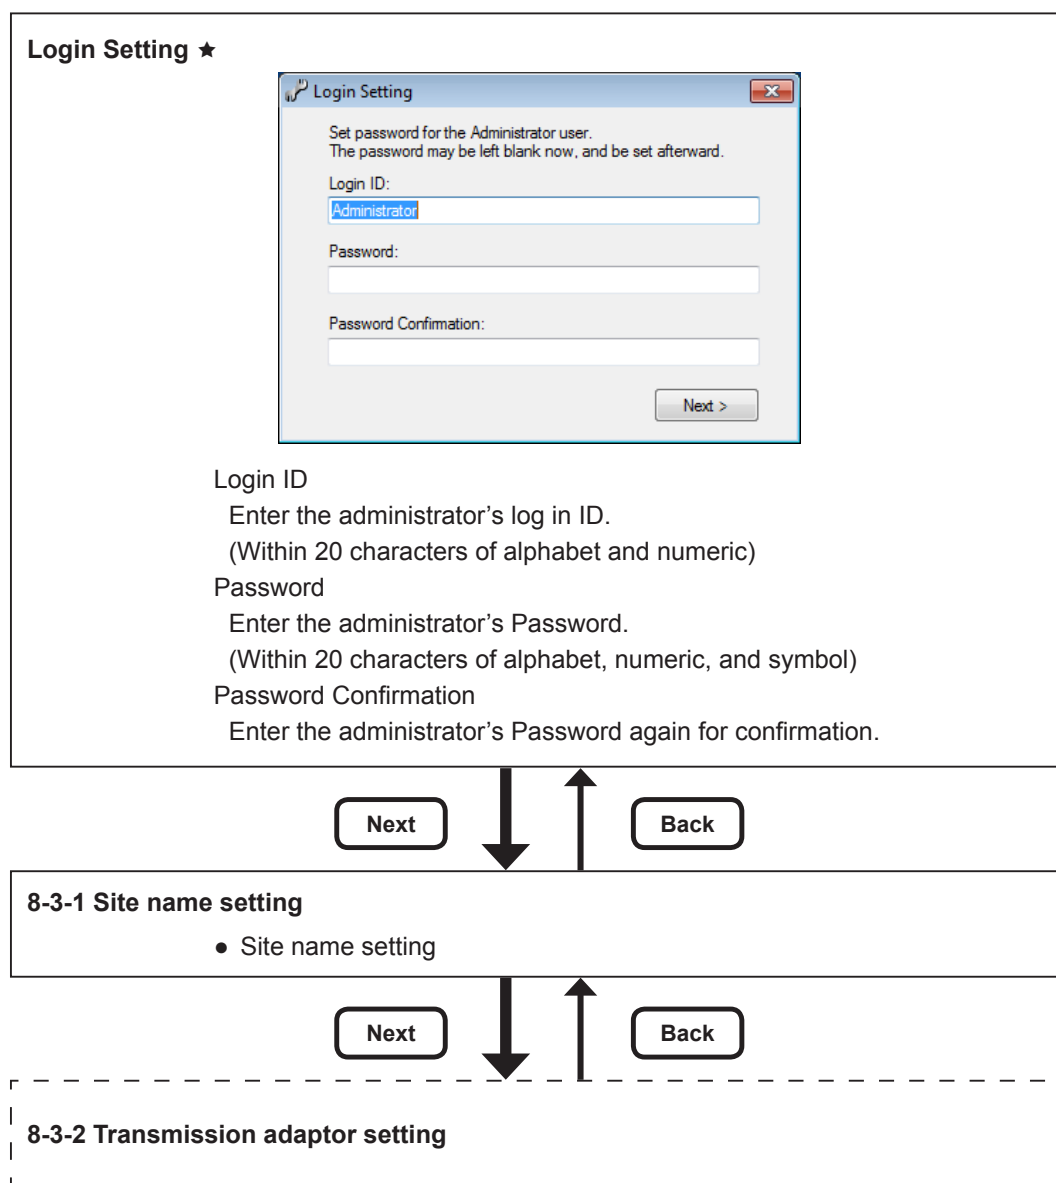 Login Setting ★
Login Setting
Set password for the Administrator user.
The password may be left blank now, and be set afterward.
Login ID:
Administrator
Password:
Password Confirmation:
Next >
Login ID
Enter the administrator’s log in ID.
(Within 20 characters of alphabet and numeric)
Password
Enter the administrator’s Password.
(Within 20 characters of alphabet, numeric, and symbol)
Password Confirmation
Enter the administrator’s Password again for confirmation.
Next Back
8-3-1 Site name setting
● Site name setting
Next Back
8-3-2 Transmission adaptor setting